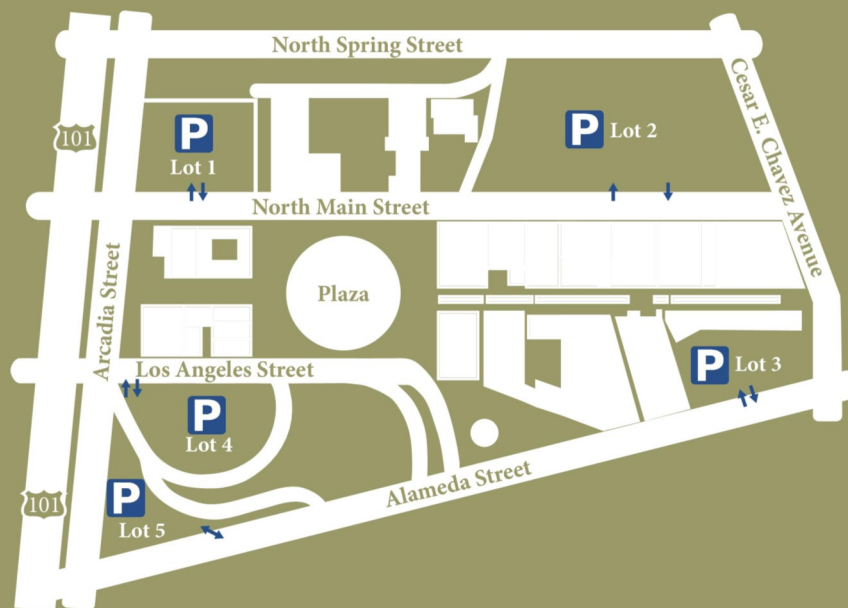 North Spring Street
101
P
Lot 1
P
Lot 2
Cesar E. Chavez Avenue
North Main Street
Arcadia Street
Plaza
Los Angeles Street
P
Lot 3
P
Lot 4
Alameda Street
101
P
Lot 5